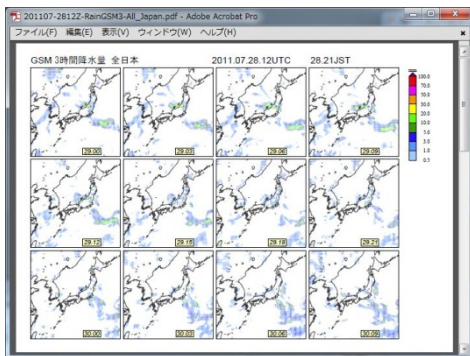 201107-2812Z-RainGSM3-All_Japan.pdf - Adobe Acrobat Pro
ファイル(F) 編集(E) 表示(V) ウィンドウ(W) ヘルプ(H)
GSM 3時間降水量 全日本 2011.07.28.12UTC 28.21JST
100.0
70.0
50.0
30.0
20.0
10.0
5.0
3.0
1.0
0.5
29.00 29.03 29.06 29.09
29.12 29.15 29.18 29.21
30.00 30.03 30.06 30.09